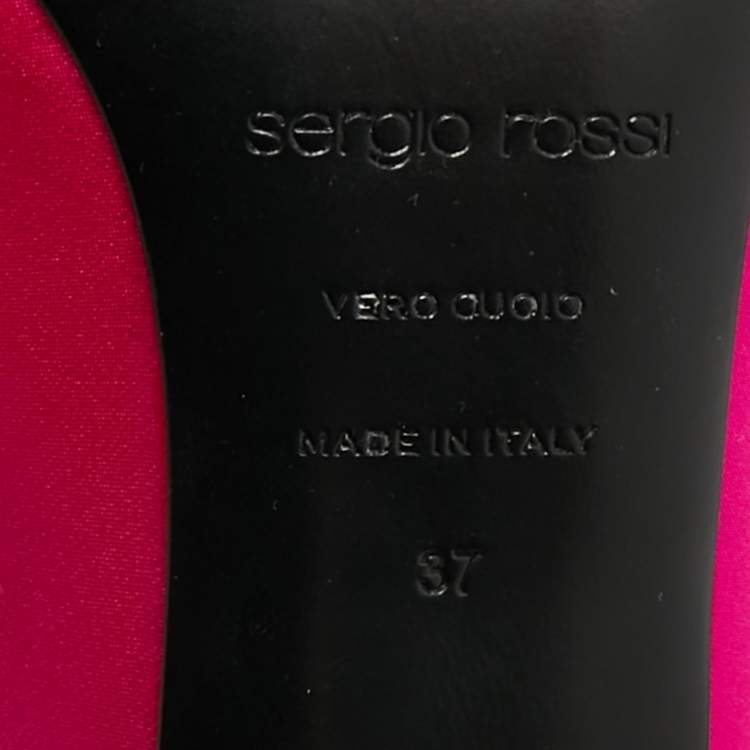 sergio rossi
VERO CUOIO
MADE IN ITALY
37